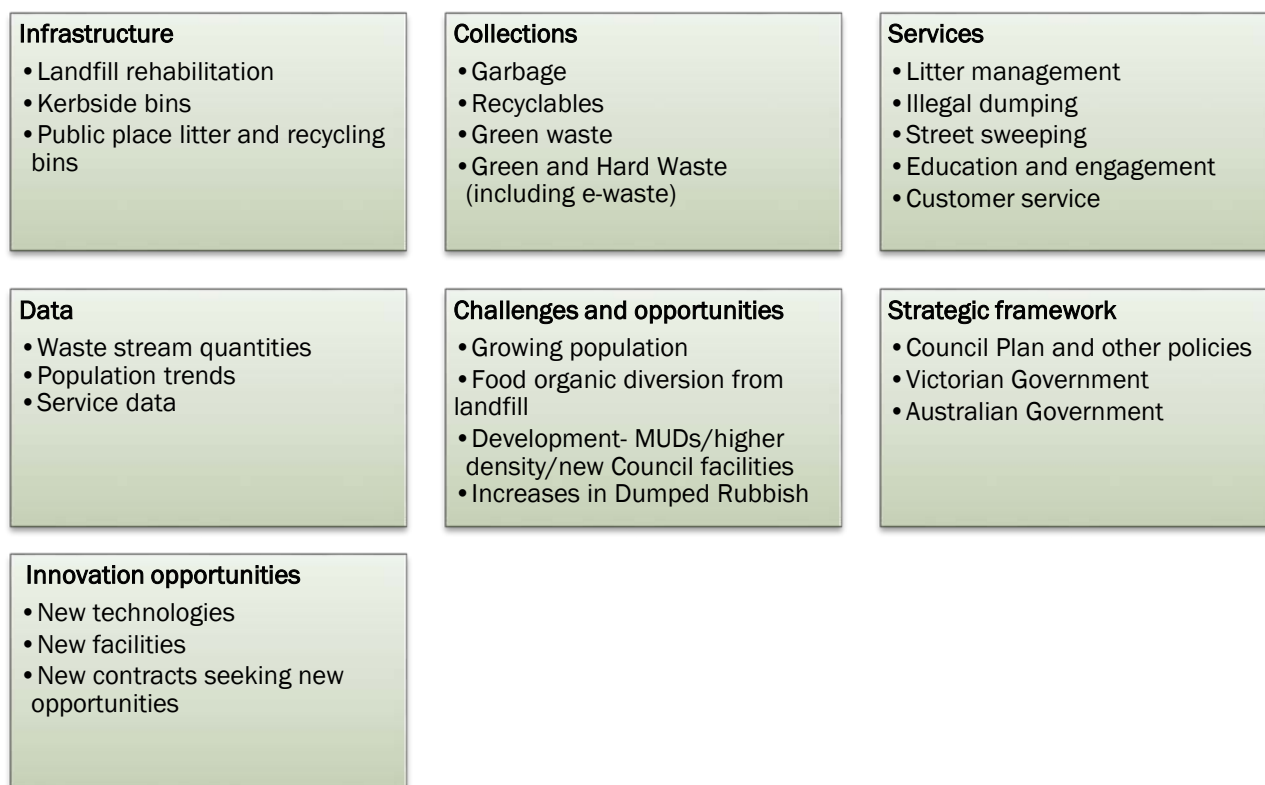 Infrastructure
•Landfill rehabilitation
•Kerbside bins
•Public place litter and recycling
bins
Collections
•Garbage
•Recyclables
•Green waste
•Green and Hard Waste
(including e-waste)
Services
•Litter management
•Illegal dumping
•Street sweeping
•Education and engagement
•Customer service
Data
•Waste stream quantities
•Population trends
•Service data
Challenges and opportunities
•Growing population
•Food organic diversion from
landfill
•Development- MUDs/higher
density/new Council facilities
•Increases in Dumped Rubbish
Strategic framework
•Council Plan and other policies
•Victorian Government
•Australian Government
Innovation opportunities
•New technologies
•New facilities
•New contracts seeking new
opportunities